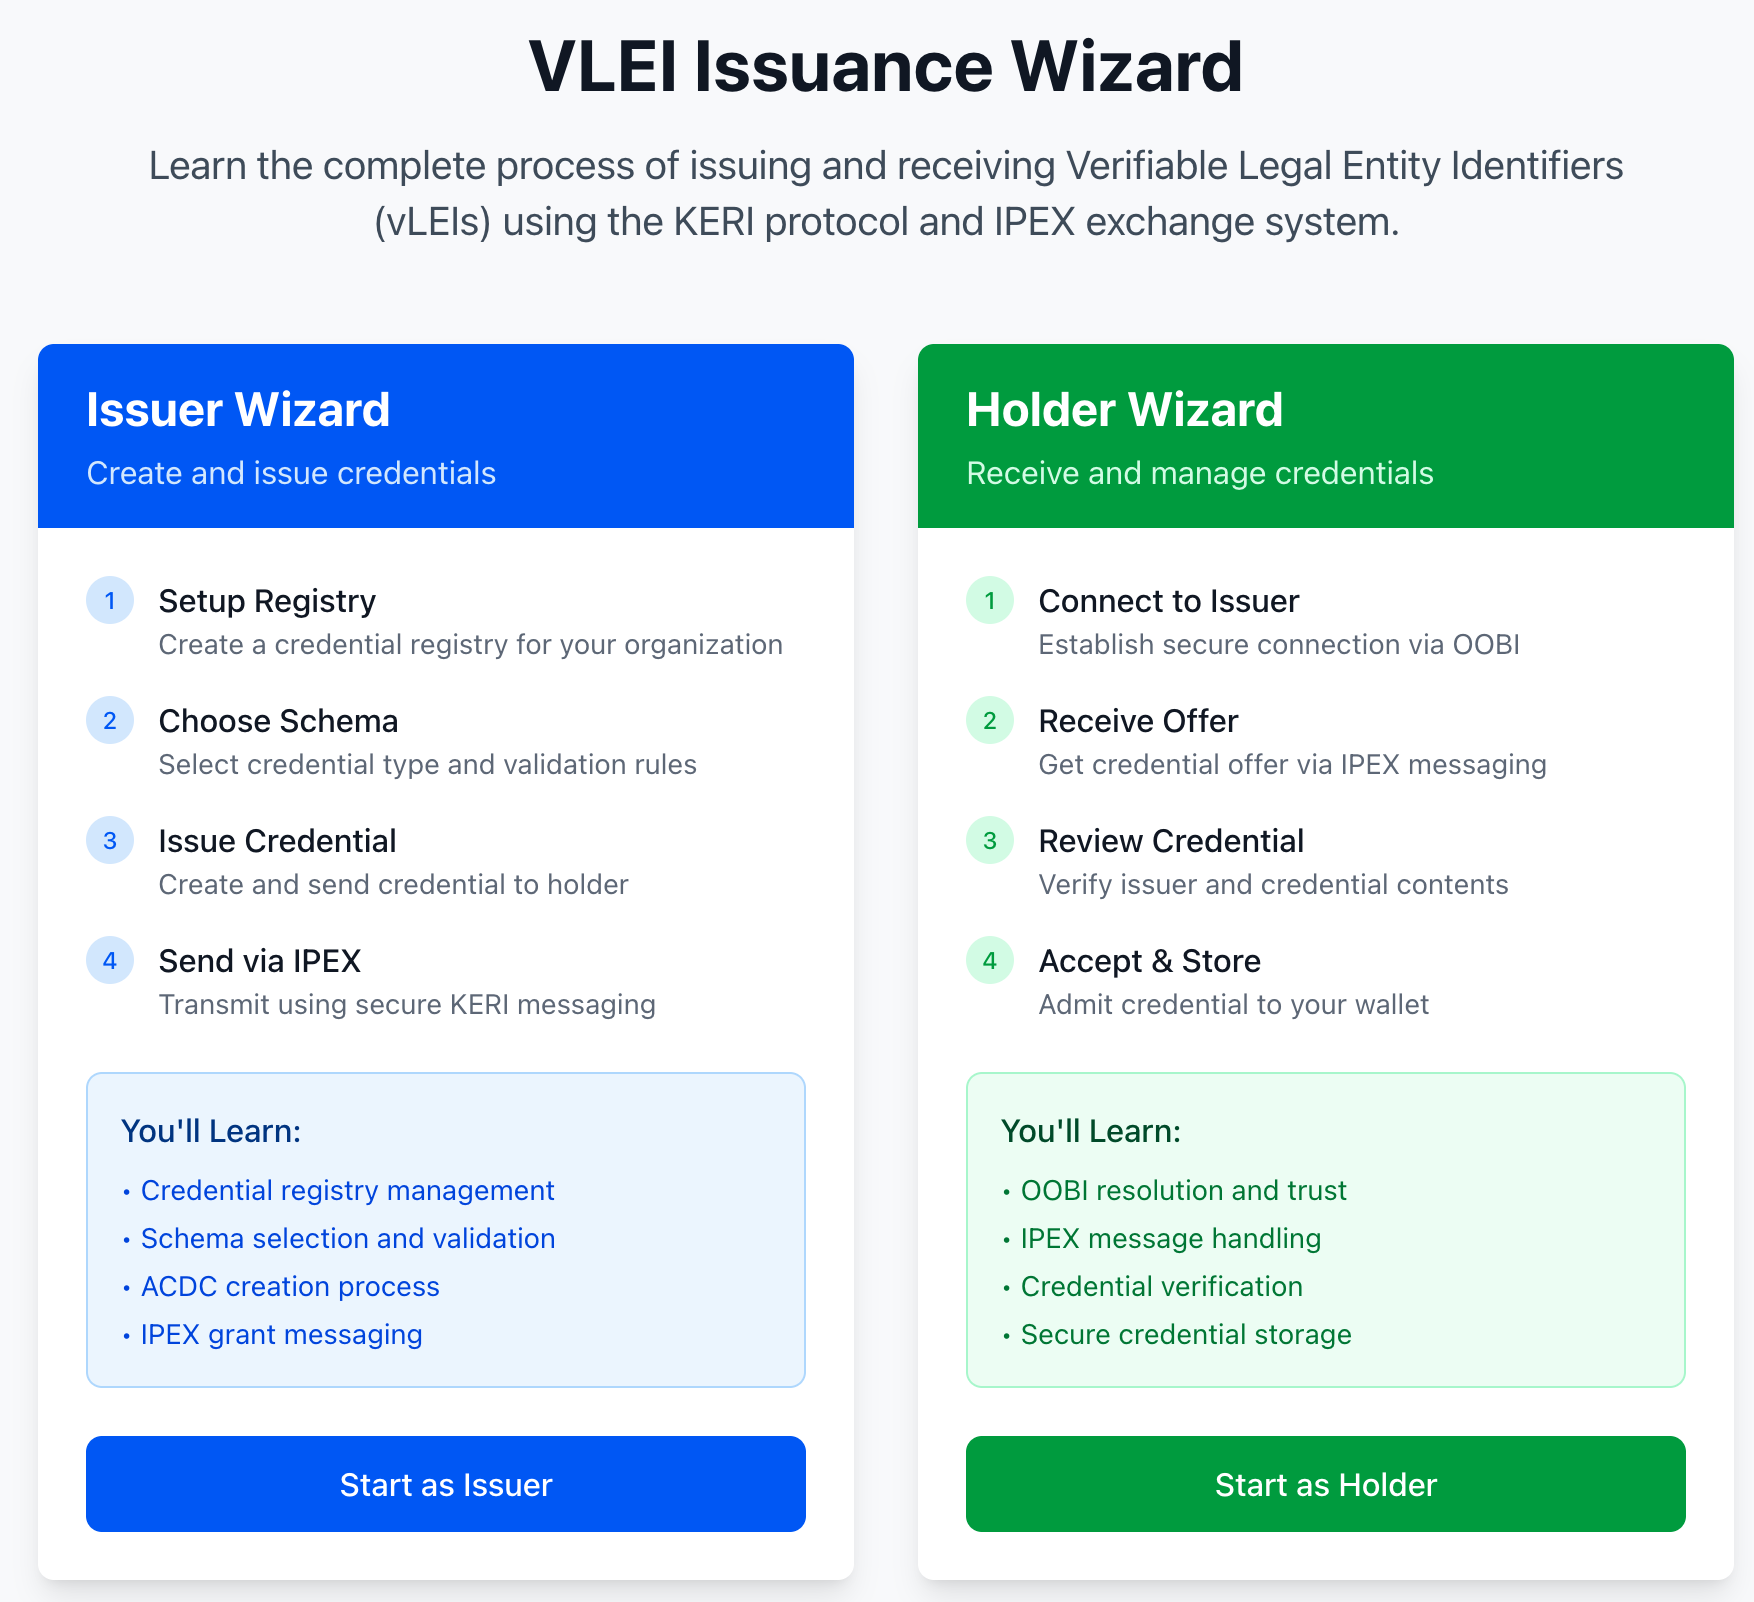 VLEI Issuance Wizard
Learn the complete process of issuing and receiving Verifiable Legal Entity Identifiers
(vLEIs) using the KERI protocol and IPEX exchange system.
Issuer Wizard
Create and issue credentials
1 Setup Registry
Create a credential registry for your organization
2 Choose Schema
Select credential type and validation rules
3 Issue Credential
Create and send credential to holder
4 Send via IPEX
Transmit using secure KERI messaging
You'll Learn:
• Credential registry management
• Schema selection and validation
• ACDC creation process
• IPEX grant messaging
Start as Issuer
Holder Wizard
Receive and manage credentials
1 Connect to Issuer
Establish secure connection via OOBI
2 Receive Offer
Get credential offer via IPEX messaging
3 Review Credential
Verify issuer and credential contents
4 Accept & Store
Admit credential to your wallet
You'll Learn:
• OOBI resolution and trust
• IPEX message handling
• Credential verification
• Secure credential storage
Start as Holder